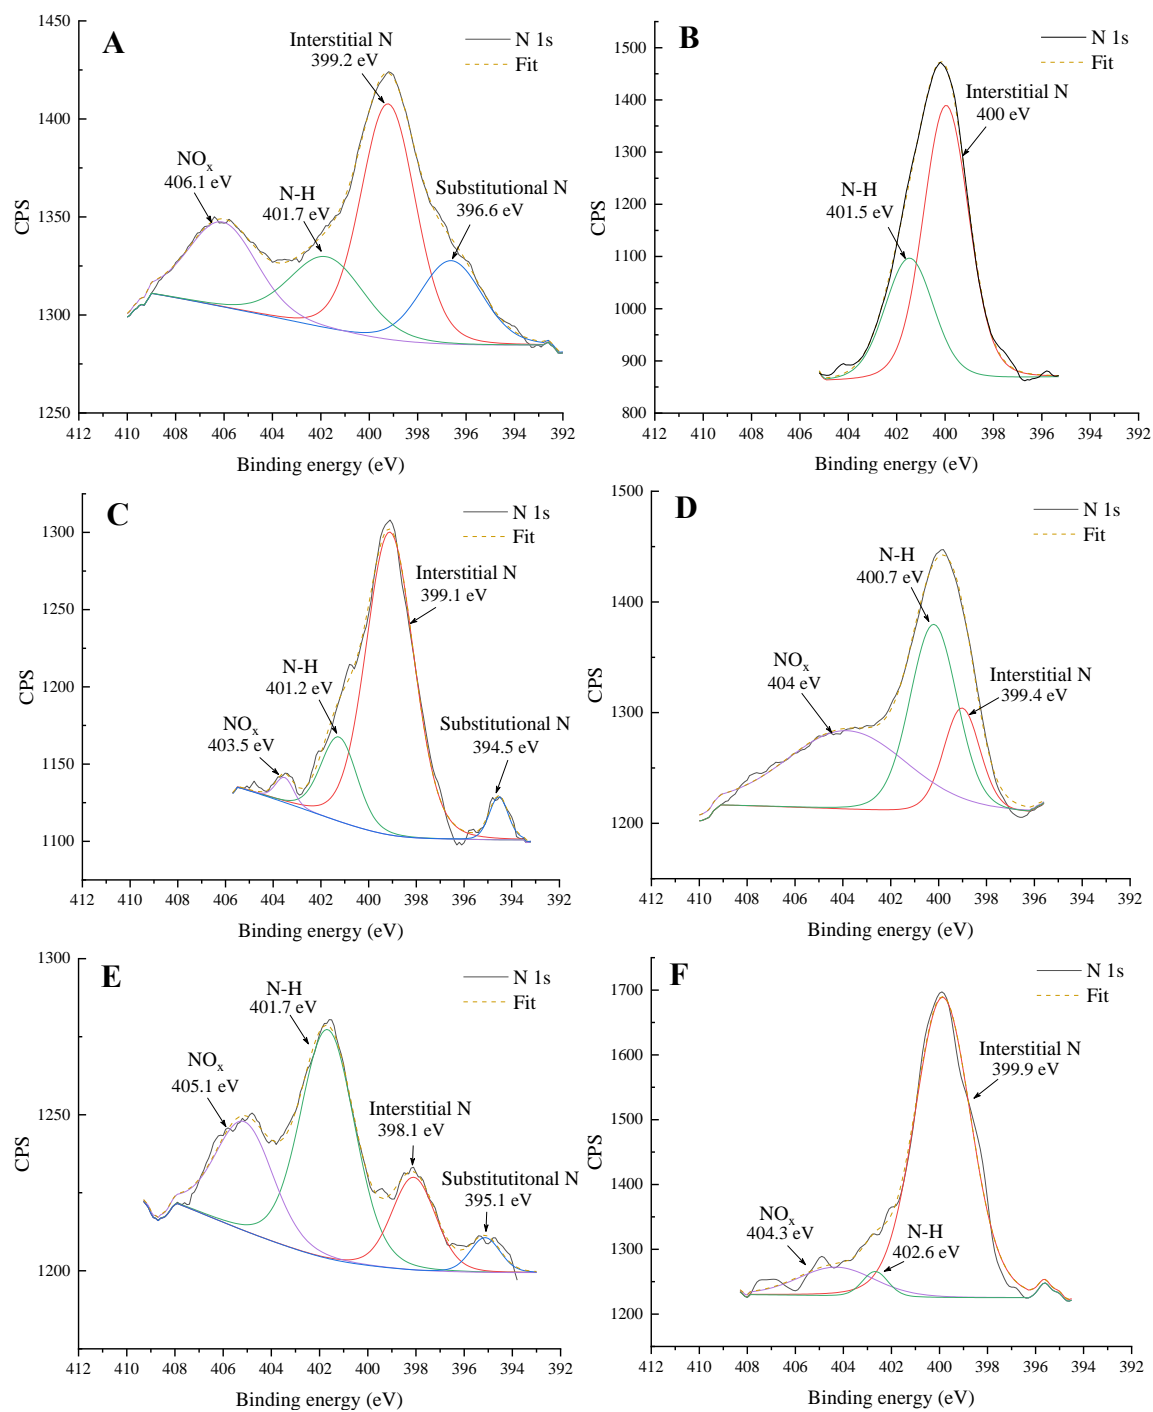 A
N 1s
Fit
Interstitial N
399.2 eV
NOx
406.1 eV
N-H
401.7 eV
Substitutional N
396.6 eV
CPS
1450
1400
1350
1300
1250
412 410 408 406 404 402 400 398 396 394 392
Binding energy (eV)
B
N 1s
Fit
Interstitial N
400 eV
N-H
401.5 eV
CPS
1500
1400
1300
1200
1100
1000
900
800
412 410 408 406 404 402 400 398 396 394 392
Binding energy (eV)
C
N 1s
Fit
Interstitial N
399.1 eV
N-H
401.2 eV
NOx
403.5 eV
Substitutional N
394.5 eV
CPS
1300
1250
1200
1150
1100
412 410 408 406 404 402 400 398 396 394 392
Binding energy (eV)
D
N 1s
Fit
N-H
400.7 eV
NOx
404 eV
Interstitial N
399.4 eV
CPS
1500
1400
1300
1200
412 410 408 406 404 402 400 398 396 394 392
Binding energy (eV)
E
N 1s
Fit
N-H
401.7 eV
NOx
405.1 eV
Interstitial N
398.1 eV
Substitutitonal N
395.1 eV
CPS
1300
1250
1200
412 410 408 406 404 402 400 398 396 394 392
Binding energy (eV)
F
N 1s
Fit
Interstitial N
399.9 eV
NOx
404.3 eV
N-H
402.6 eV
CPS
1700
1600
1500
1400
1300
1200
412 410 408 406 404 402 400 398 396 394 392
Binding energy (eV)